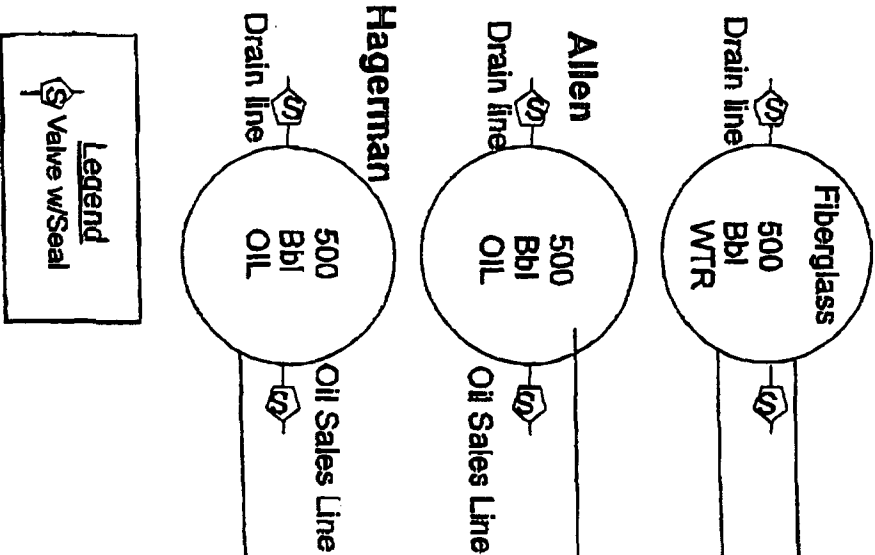 Drain line
Fiberglass
500
Bbl
WTR
S
S
Allen
Drain line
500
Bbl
OIL
S
S
Oil Sales Line
Hagerman
Drain line
500
Bbl
OIL
S
S
Oil Sales Line
Legend
S Valve w/Seal